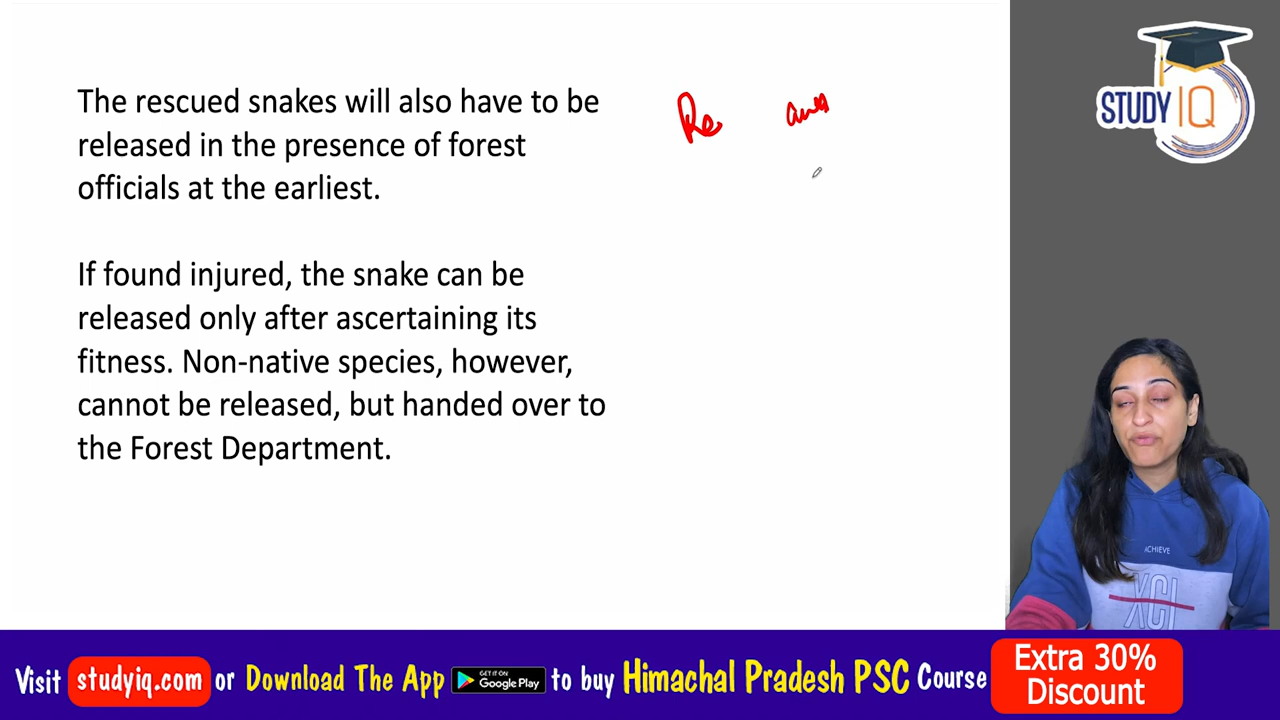 The rescued snakes will also have to be
released in the presence of forest
officials at the earliest.
If found injured, the snake can be
released only after ascertaining its
fitness. Non-native species, however,
cannot be released, but handed over to
the Forest Department.
Re
STUDY IQ
ACHIEVE
XCI
Visit studyiq.com or Download The App GET IT ON Google Play to buy Himachal Pradesh PSC Course
Extra 30%
Discount